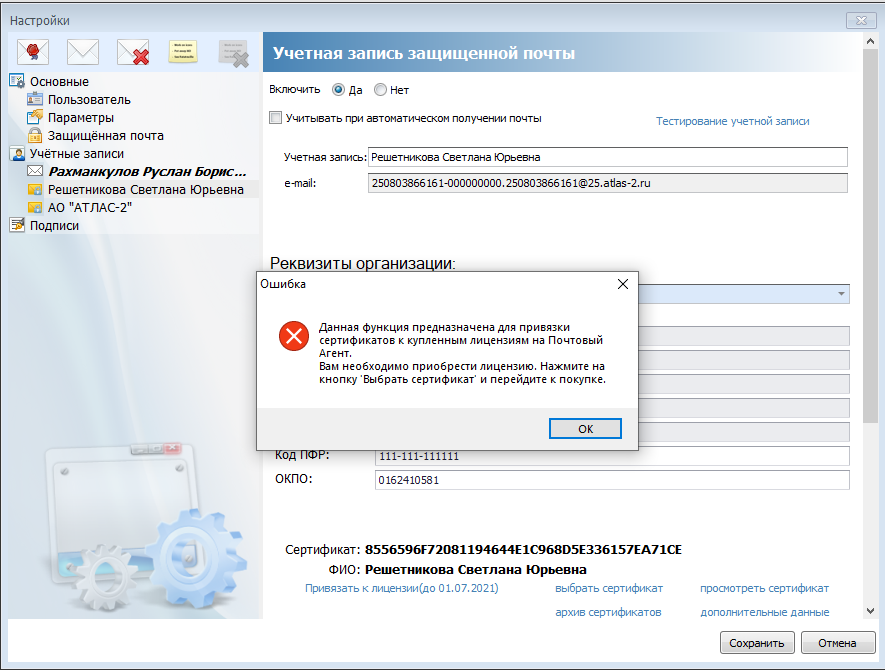 Настройки
Основные
Пользователь
Параметры
Защищённая почта
Учётные записи
Рахманкулов Руслан Борис...
Решетникова Светлана Юрьевна
АО "АТЛАС-2"
Подписи
Учетная запись защищенной почты
Включить Да Нет
Учитывать при автоматическом получении почты
Тестирование учетной записи
Учетная запись: Решетникова Светлана Юрьевна
e-mail: 250803866161-000000000.250803866161@25.atlas-2.ru
Реквизиты организации:
Ошибка
Данная функция предназначена для привязки
сертификатов к купленным лицензиям на Почтовый
Агент.
Вам необходимо приобрести лицензию. Нажмите на
кнопку 'Выбрать сертификат' и перейдите к покупке.
OK
Код ПФР: 111-111-111111
ОКПО: 0162410581
Сертификат: 8556596F72081194644E1C968D5E336157EA71CE
ФИО: Решетникова Светлана Юрьевна
Привязать к лицензии(до 01.07.2021) выбрать сертификат просмотреть сертификат
архив сертификатов дополнительные данные
Сохранить Отмена